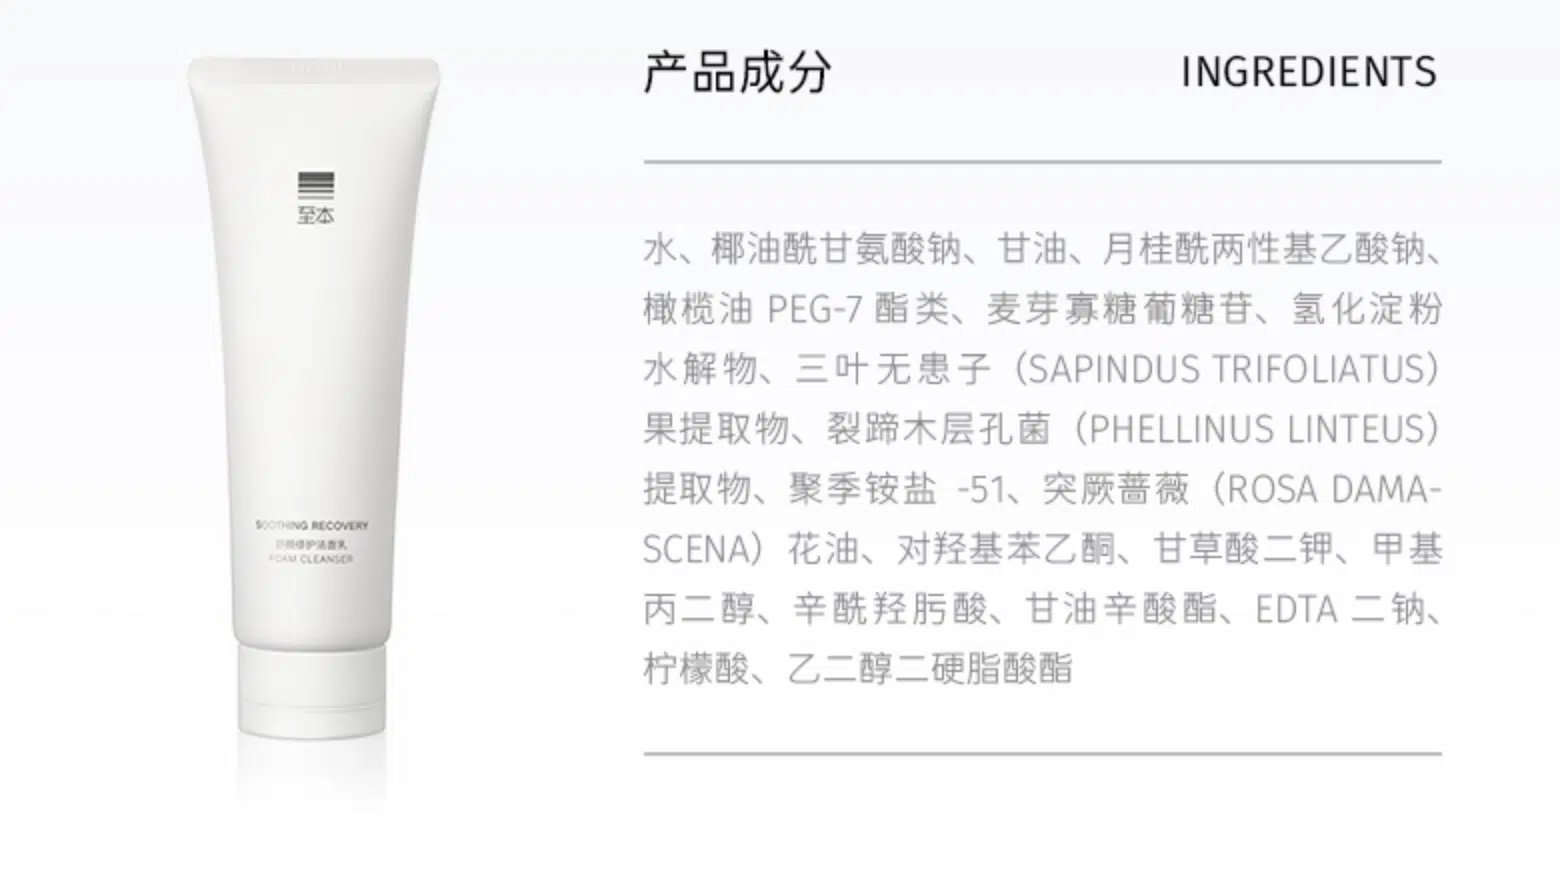 至本
SOOTHING RECOVERY
舒颜修护洁面乳
FOAM CLEANSER
产品成分
INGREDIENTS
水、椰油酰甘氨酸钠、甘油、月桂酰两性基乙酸钠、
橄榄油 PEG-7 酯类、麦芽寡糖葡糖苷、氢化淀粉
水解物、三叶无患子（SAPINDUS TRIFOLIATUS）
果提取物、裂蹄木层孔菌（PHELLINUS LINTEUS）
提取物、聚季铵盐 -51、突厥蔷薇（ROSA DAMA-
SCENA）花油、对羟基苯乙酮、甘草酸二钾、甲基
丙二醇、辛酰羟肟酸、甘油辛酸酯、EDTA 二钠、
柠檬酸、乙二醇二硬脂酸酯